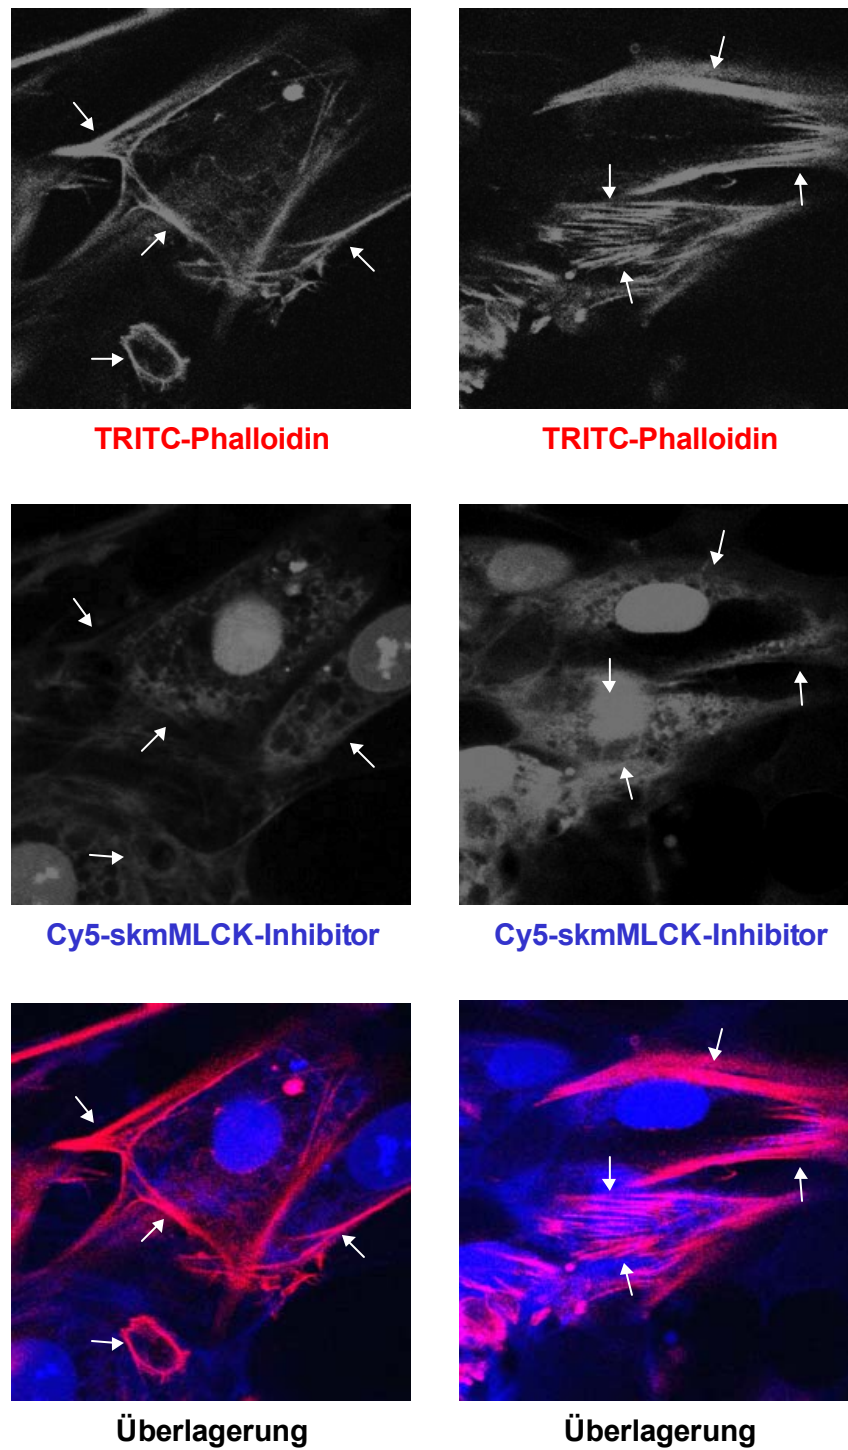 TRITC-Phalloidin TRITC-Phalloidin
Cy5-skmMLCK-Inhibitor Cy5-skmMLCK-Inhibitor
Überlagerung Überlagerung